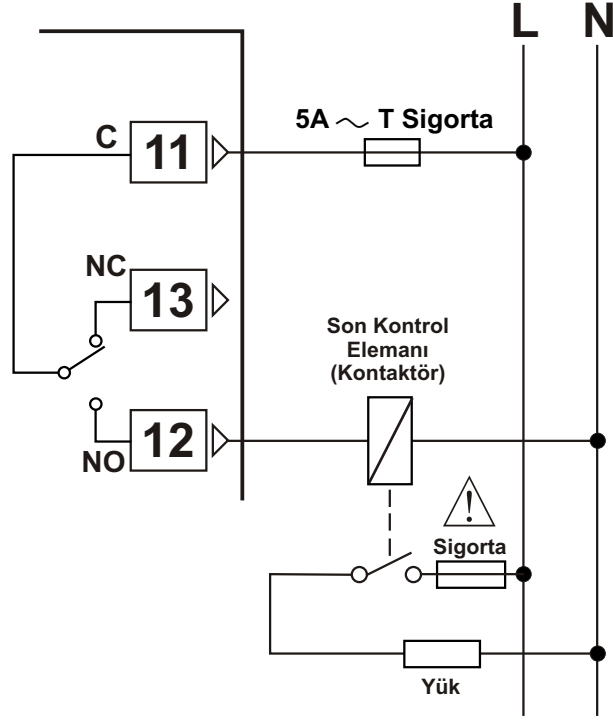 L N
5A ~ T Sigorta
C 11
NC 13
Son Kontrol
Elemanı
(Kontaktör)
12
NO
!
Sigorta
Yük